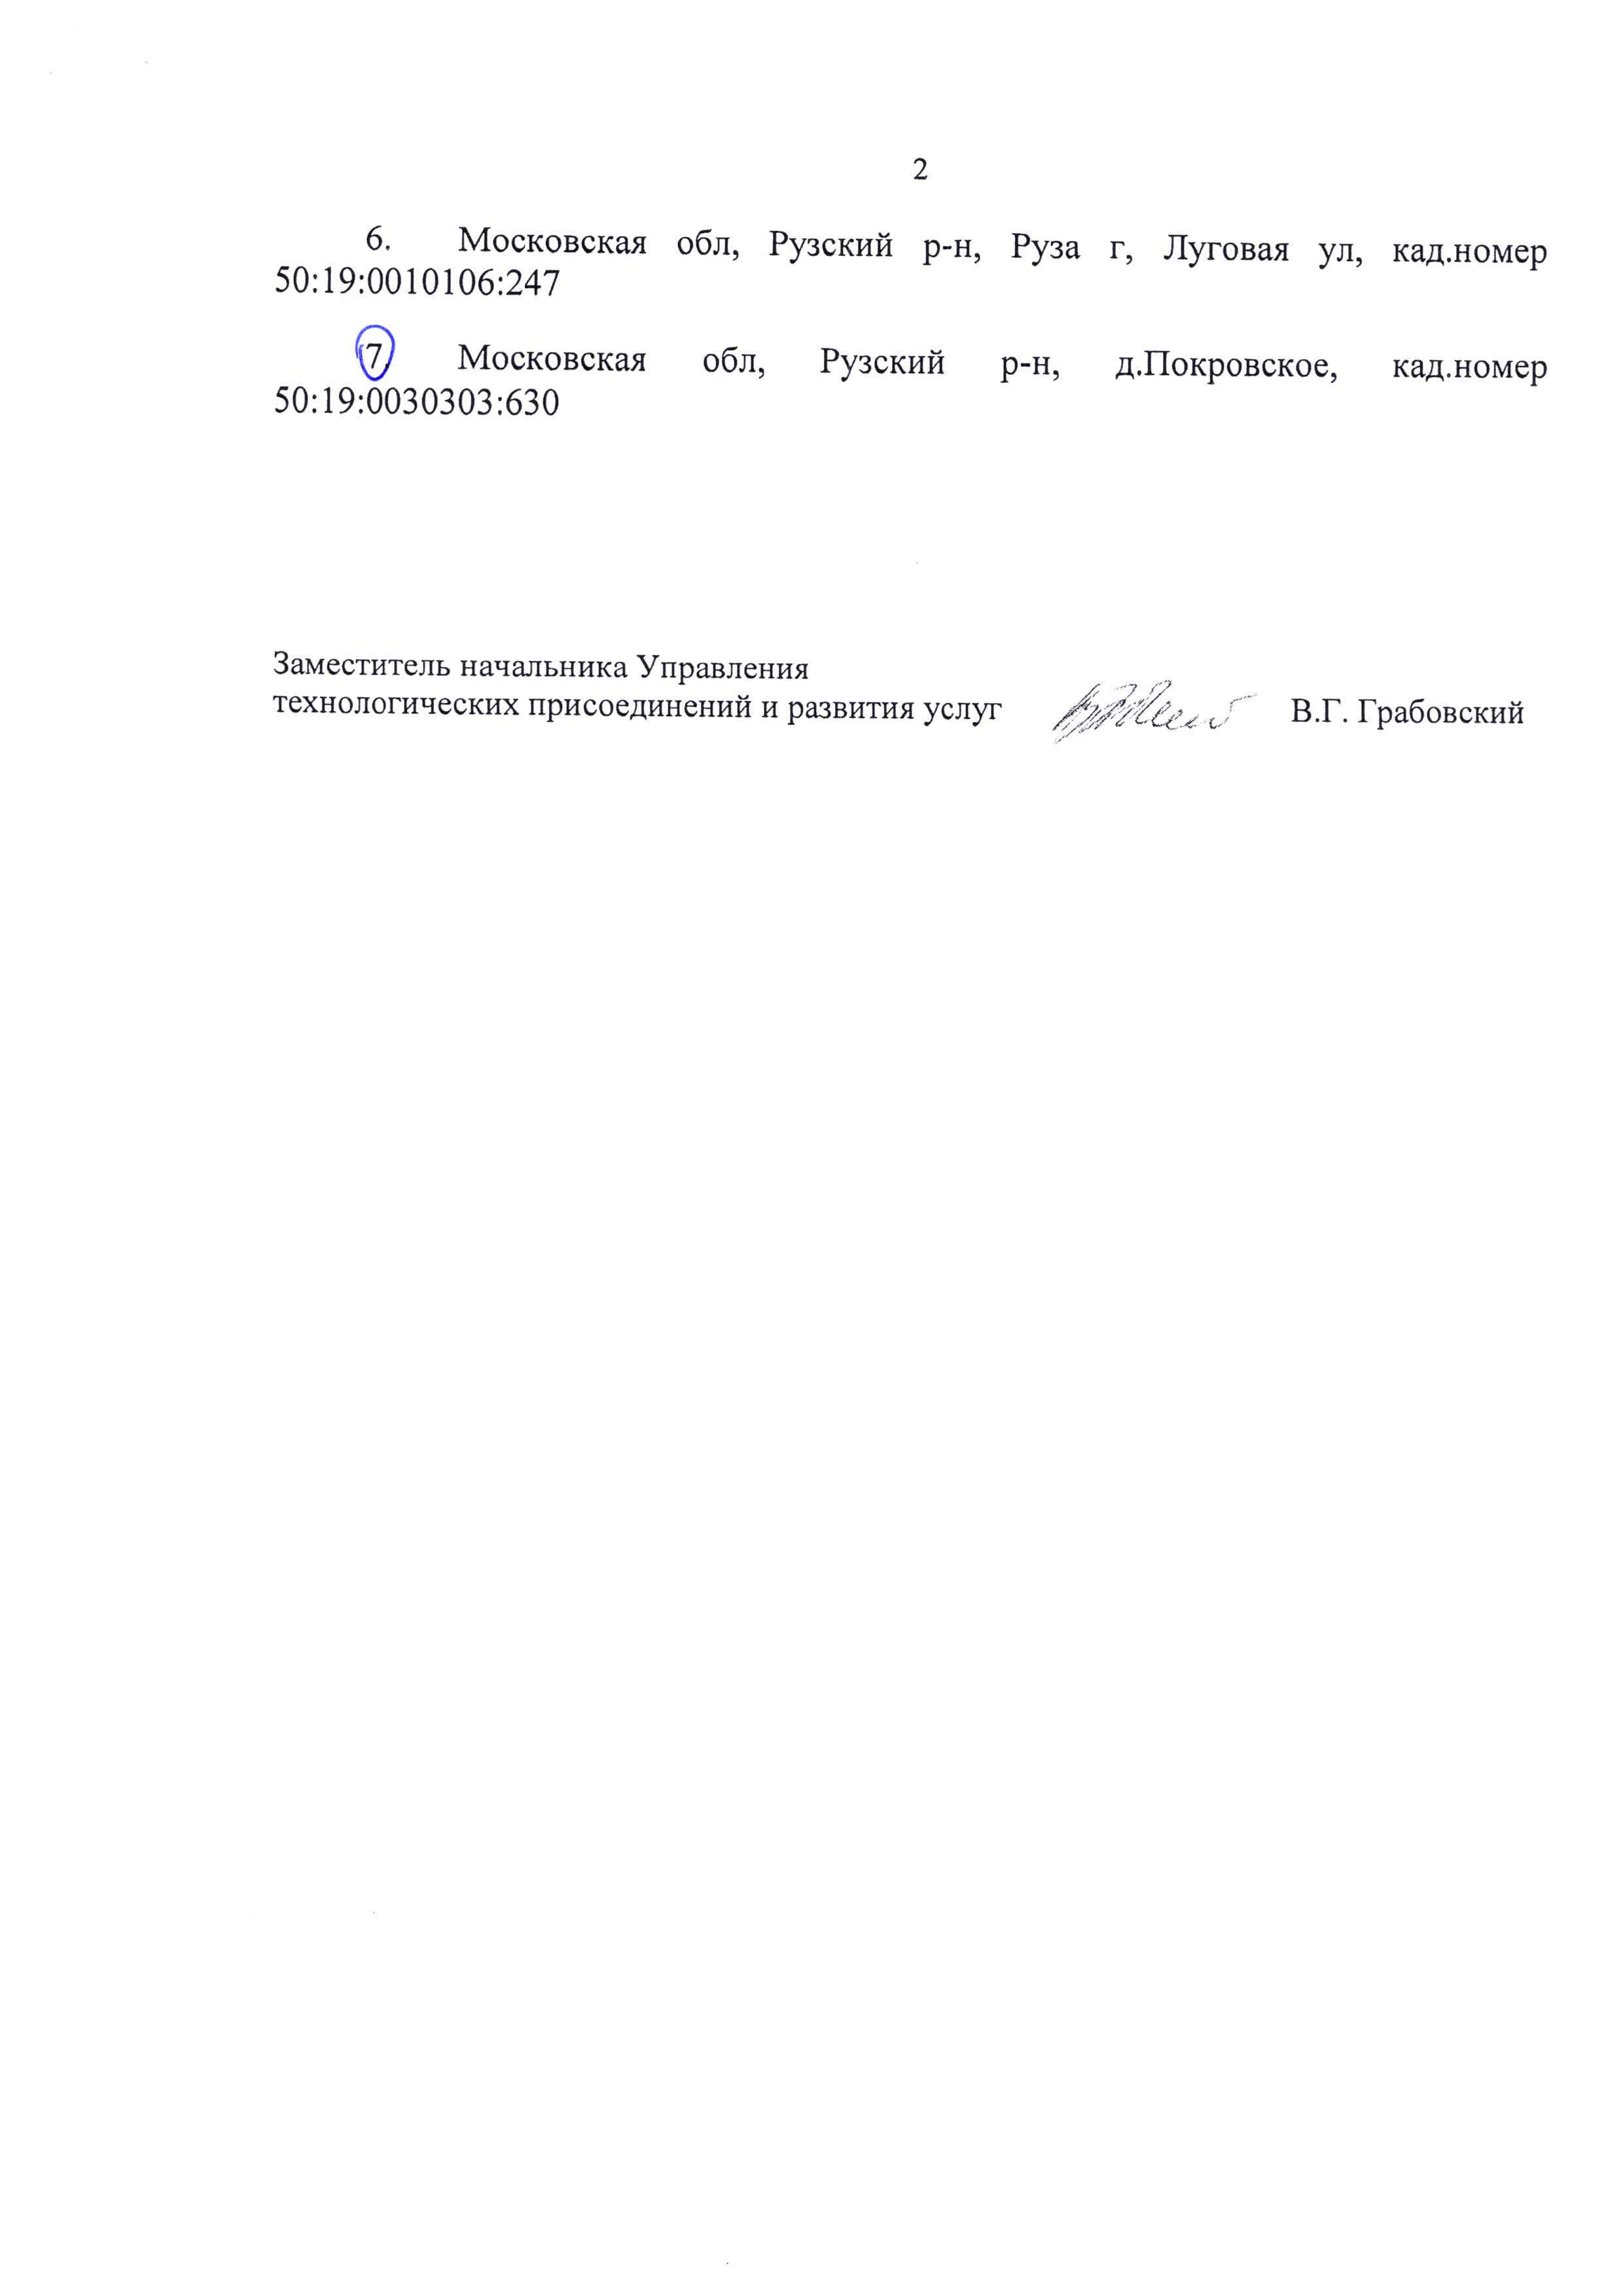 2
6. Московская обл, Рузский р-н, Руза г, Луговая ул, кад.номер
50:19:0010106:247
7. Московская обл, Рузский р-н, д.Покровское, кад.номер
50:19:0030303:630
Заместитель начальника Управления
технологических присоединений и развития услуг В.Г. Грабовский